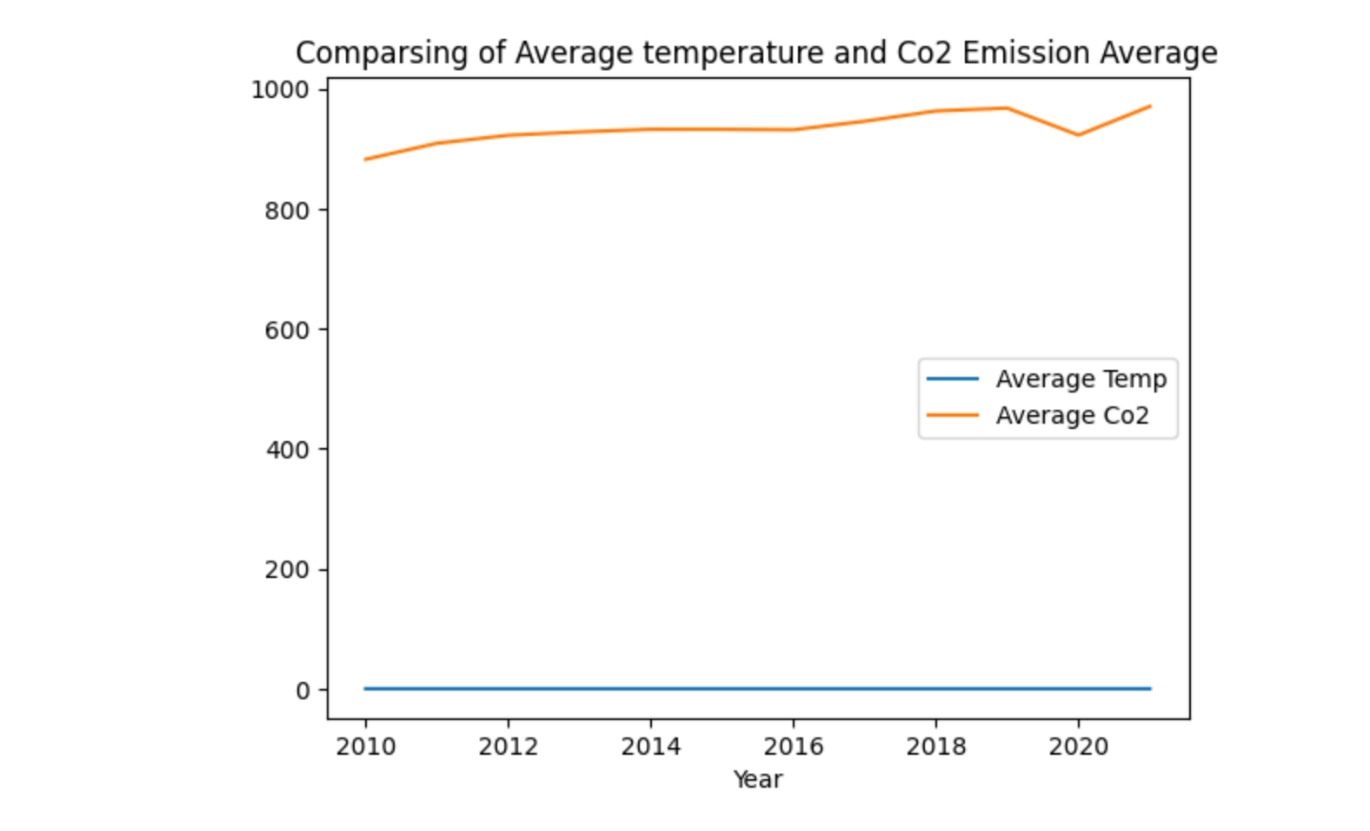 Comparsing of Average temperature and Co2 Emission Average
1000
800
600
400
200
0
Average Temp
Average Co2
2010 2012 2014 2016 2018 2020
Year